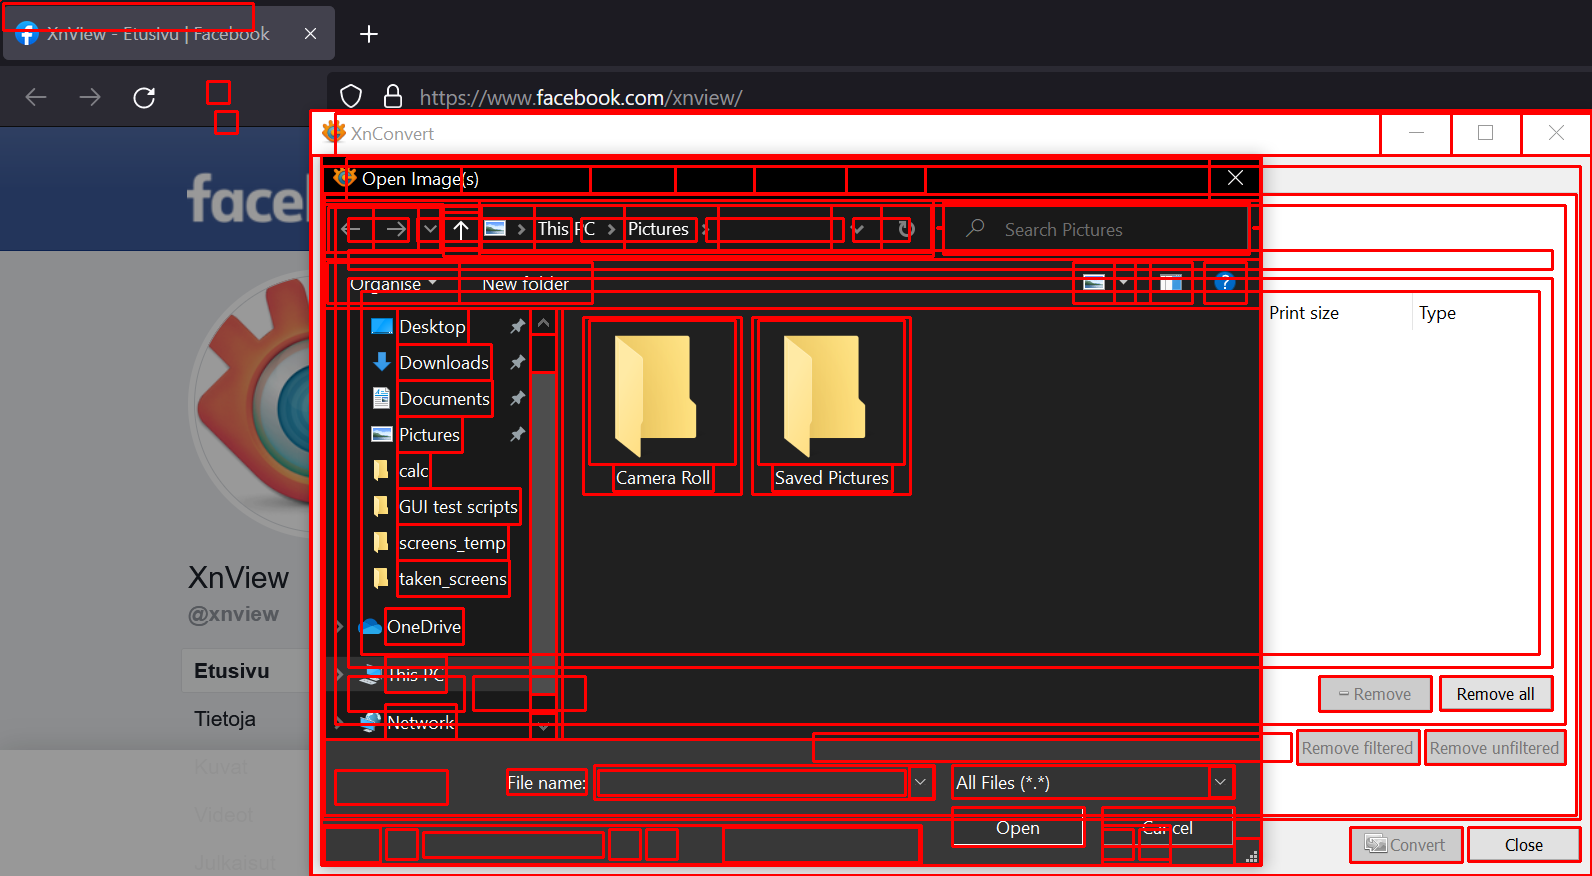 XnView - Etusivu | Facebook
https://www.facebook.com/xnview/
XnConvert
Open Image(s)
facel
This PC
Pictures
Search Pictures
Organise
New folder
Print size
Type
Desktop
Downloads
Documents
Pictures
calc
GUI test scripts
screens_temp
taken_screens
OneDrive
This PC
Network
Camera Roll
Saved Pictures
XnView
@xnview
Etusivu
Tietoja
Kuvat
Videot
Julkaisut
Remove
Remove all
Remove filtered
Remove unfiltered
File name:
All Files (*.*)
Open
Cancel
Convert
Close